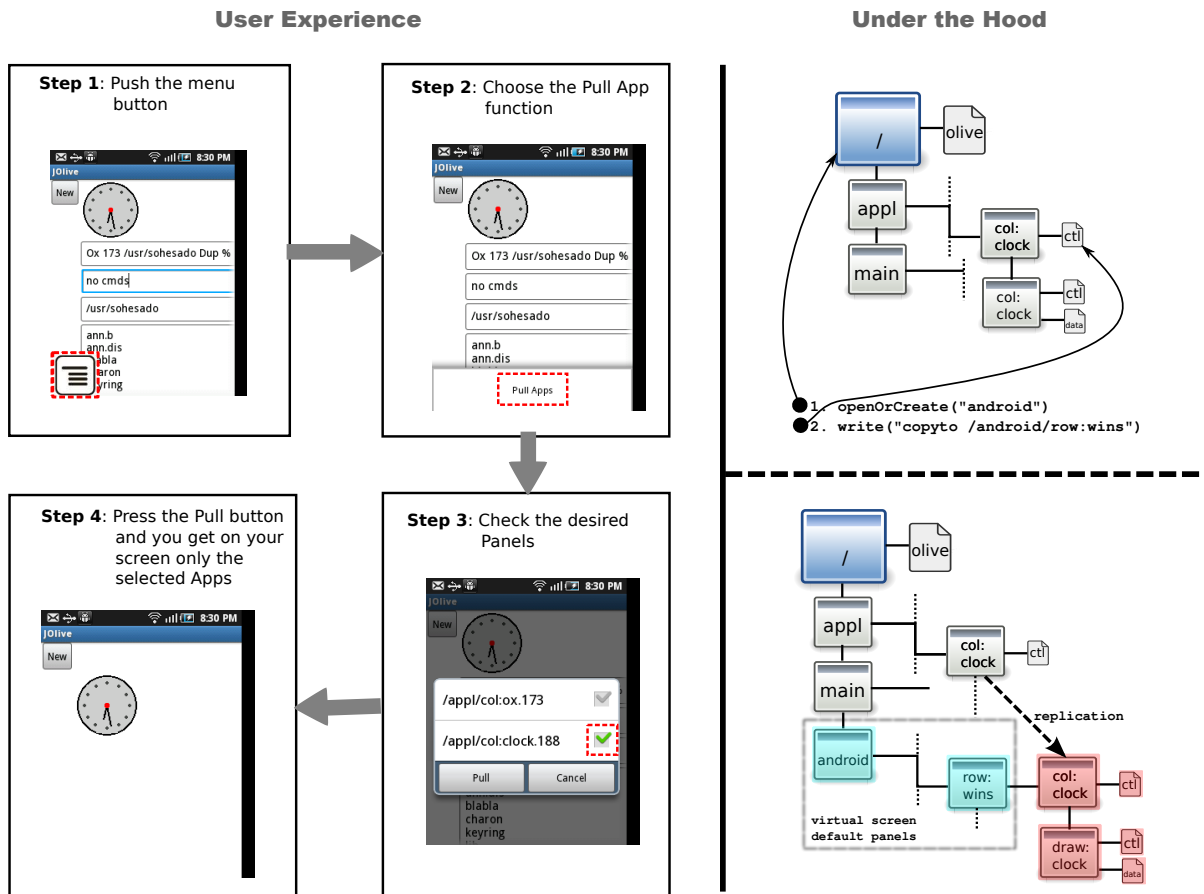 User Experience
Under the Hood
Step 1: Push the menu
button
8:30 PM
JOlive
New
Ox 173 /usr/sohesado Dup %
no cmds
/usr/sohesado
ann.b
ann.dis
abla
aron
yring
Step 2: Choose the Pull App
function
8:30 PM
JOlive
New
Ox 173 /usr/sohesado Dup %
no cmds
/usr/sohesado
ann.b
ann.dis
Pull Apps
/
olive
appl
main
col:
clock
ctl
col:
clock
ctl
data
1. openOrCreate("android")
2. write("copyto /android/row:wins")
Step 4: Press the Pull button
and you get on your
screen only the
selected Apps
8:30 PM
JOlive
New
Step 3: Check the desired
Panels
8:30 PM
JOlive
New
/appl/col:ox.173
/appl/col:clock.188
Pull
Cancel
blabla
charon
keyring
/
olive
appl
main
col:
clock
ctl
replication
android
row:
wins
col:
clock
ctl
virtual screen
default panels
draw:
clock
ctl
data